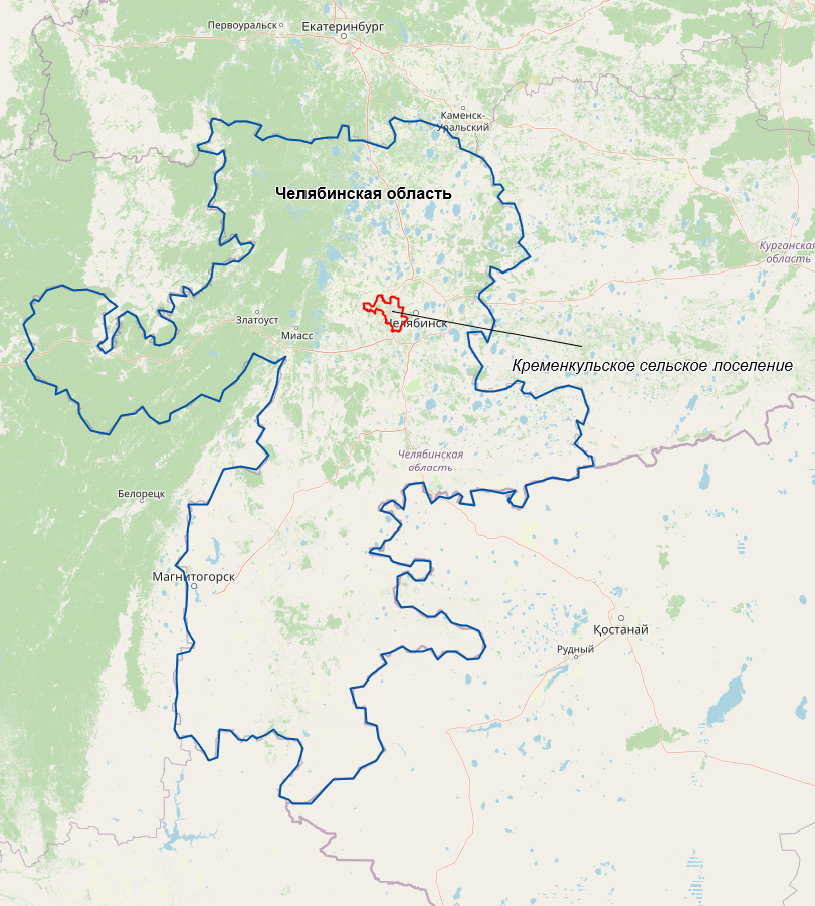 Первоуральск
Екатеринбург
Каменск-
Уральский
Челябинская область
Курганская
область
Златоуст
Миасс
Челябинск
Кременкульское сельское .лоселение
Челябинская
область
Белорецк
Магнитогорск
Қостанай
Рудный